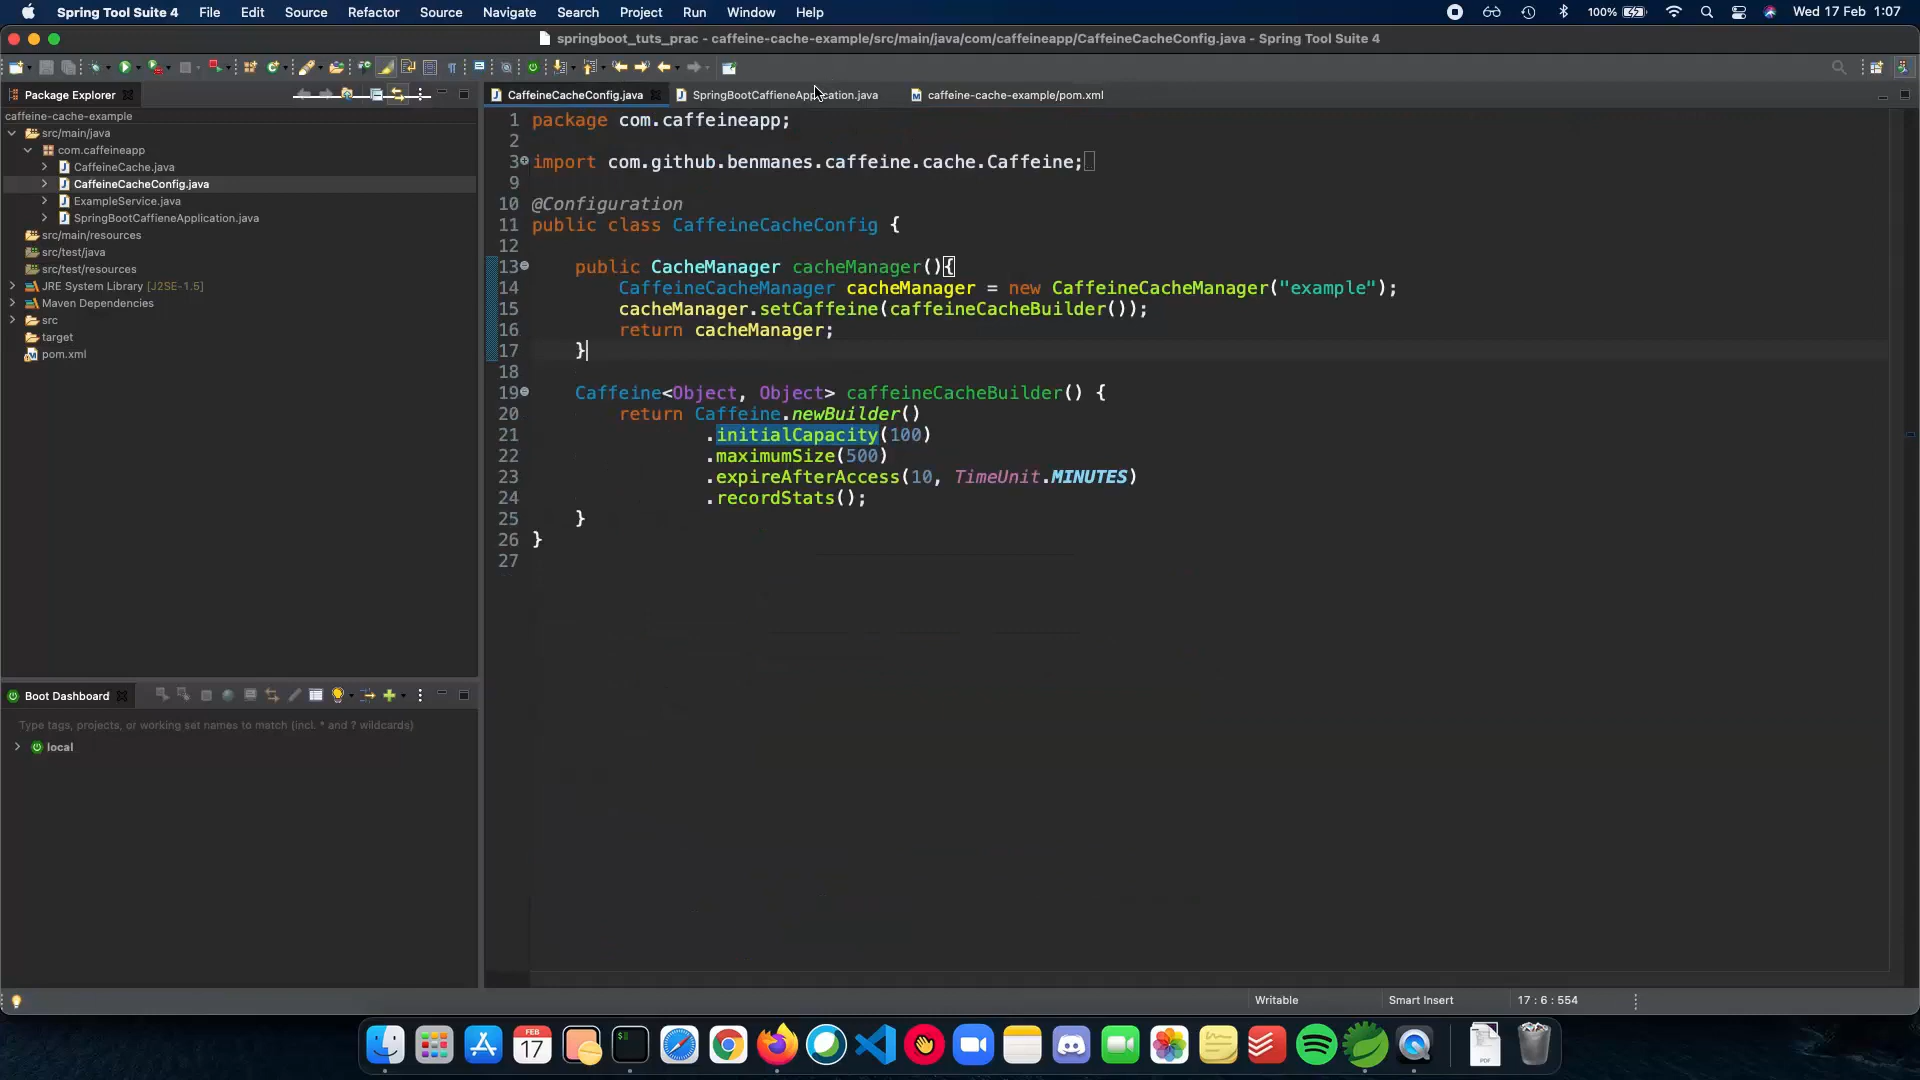 Spring Tool Suite 4 File Edit Source Refactor Source Navigate Search Project Run Window Help 100% Wed 17 Feb 1:07
springboot_tuts_prac - caffeine-cache-example/src/main/java/com/caffeineapp/CaffeineCacheConfig.java - Spring Tool Suite 4
Package Explorer
CaffeineCacheConfig.java SpringBootCaffieneApplication.java caffeine-cache-example/pom.xml
caffeine-cache-example
src/main/java
com.caffeineapp
CaffeineCache.java
CaffeineCacheConfig.java
ExampleService.java
SpringBootCaffieneApplication.java
src/main/resources
src/test/java
src/test/resources
JRE System Library [J2SE-1.5]
Maven Dependencies
src
target
pom.xml
1 package com.caffeineapp;
2
3 import com.github.benmanes.caffeine.cache.Caffeine;
9
10 @Configuration
11 public class CaffeineCacheConfig {
12
13 public CacheManager cacheManager(){
14 CaffeineCacheManager cacheManager = new CaffeineCacheManager("example");
15 cacheManager.setCaffeine(caffeineCacheBuilder());
16 return cacheManager;
17 }
18
19 Caffeine<Object, Object> caffeineCacheBuilder() {
20 return Caffeine.newBuilder()
21 .initialCapacity(100)
22 .maximumSize(500)
23 .expireAfterAccess(10, TimeUnit.MINUTES)
24 .recordStats();
25 }
26 }
27
Boot Dashboard
Type tags, projects, or working set names to match (incl. * and ? wildcards)
local
Writable Smart Insert 17 : 6 : 554
FEB
17
PDF